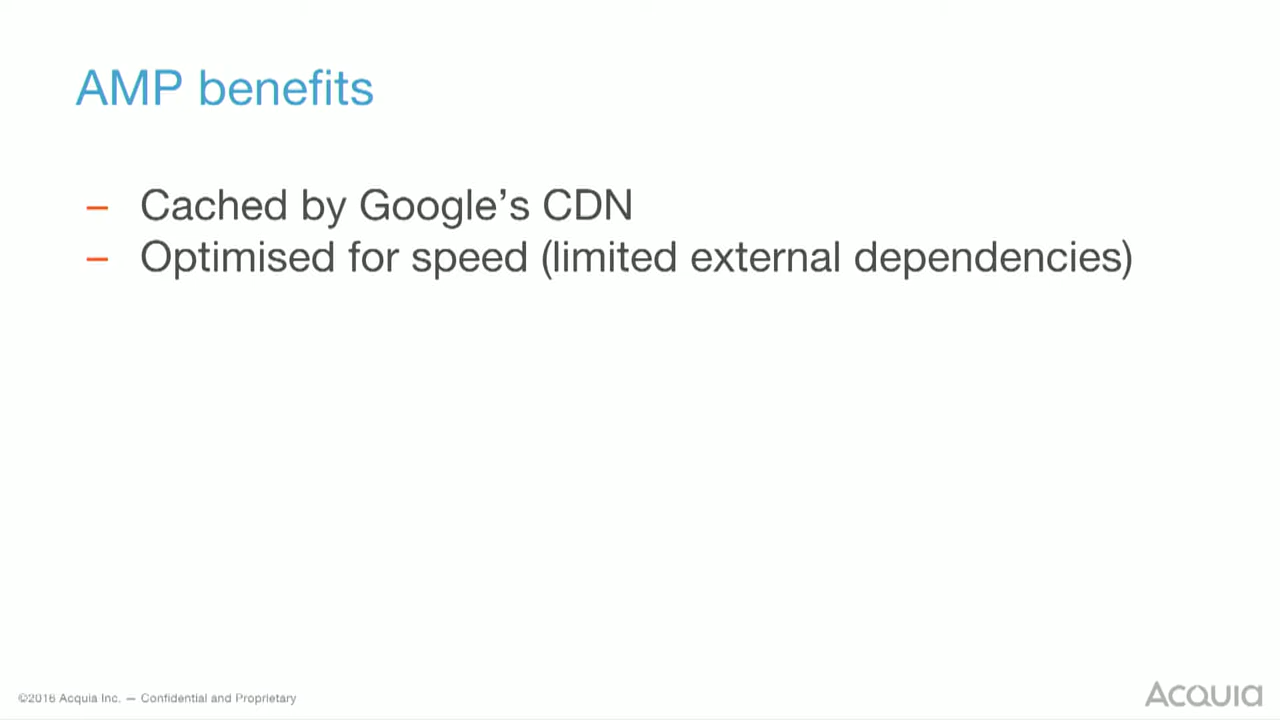 AMP benefits
– Cached by Google’s CDN
– Optimised for speed (limited external dependencies)
©2016 Acquia Inc. — Confidential and Proprietary
Acquia